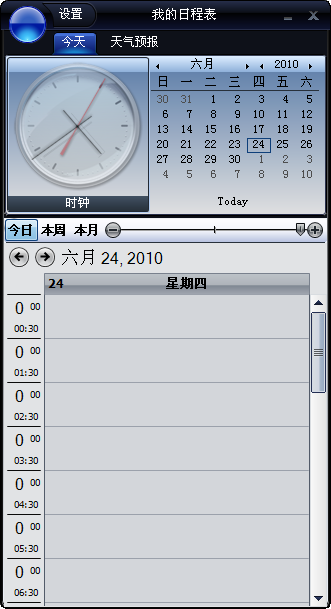 设置 我的日程表
今天 天气预报
六月 2010
日 一 二 三 四 五 六
30 31 1 2 3 4 5
6 7 8 9 10 11 12
13 14 15 16 17 18 19
20 21 22 23 24 25 26
27 28 29 30 1 2 3
4 5 6 7 8 9 10
时钟 Today
今日 本周 本月
六月 24, 2010
24 星期四
0 00
00:30
0 00
01:30
0 00
02:30
0 00
03:30
0 00
04:30
0 00
05:30
0 00
06:30